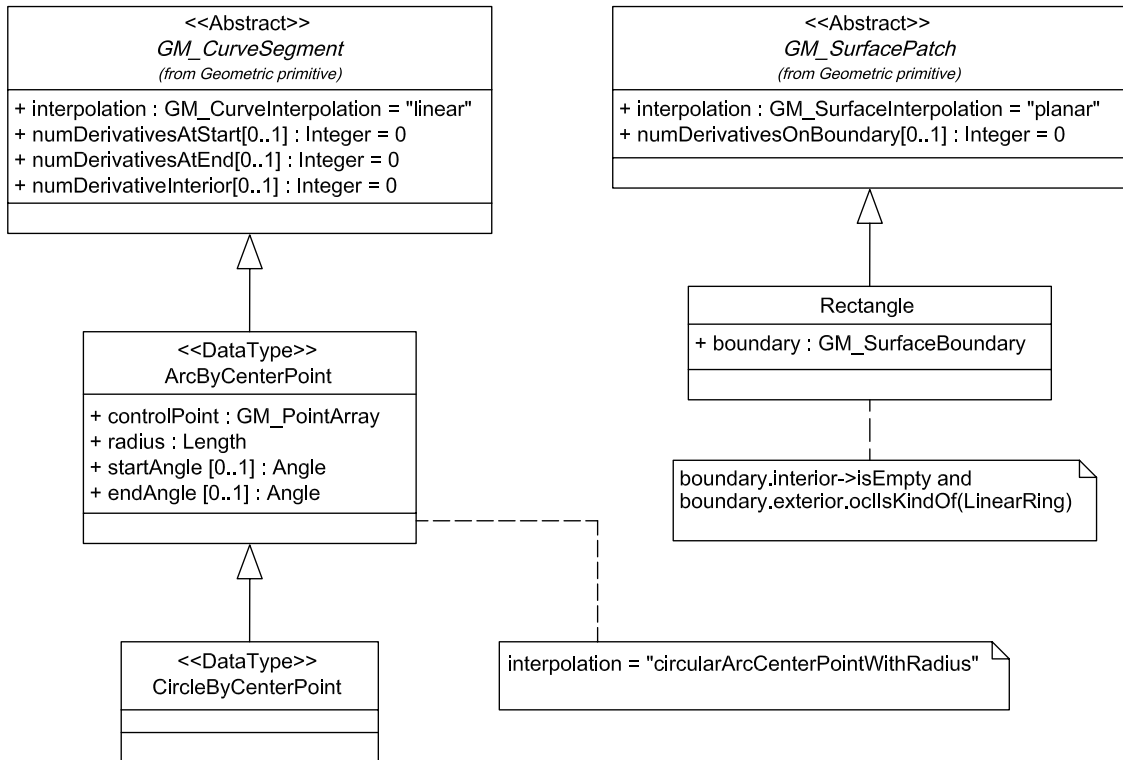 <<Abstract>>
GM_CurveSegment
(from Geometric primitive)
+ interpolation : GM_CurveInterpolation = "linear"
+ numDerivativesAtStart[0..1] : Integer = 0
+ numDerivativesAtEnd[0..1] : Integer = 0
+ numDerivativeInterior[0..1] : Integer = 0
<<Abstract>>
GM_SurfacePatch
(from Geometric primitive)
+ interpolation : GM_SurfaceInterpolation = "planar"
+ numDerivativesOnBoundary[0..1] : Integer = 0
Rectangle
+ boundary : GM_SurfaceBoundary
<<DataType>>
ArcByCenterPoint
+ controlPoint : GM_PointArray
+ radius : Length
+ startAngle [0..1] : Angle
+ endAngle [0..1] : Angle
boundary.interior->isEmpty and
boundary.exterior.oclIsKindOf(LinearRing)
<<DataType>>
CircleByCenterPoint
interpolation = "circularArcCenterPointWithRadius"